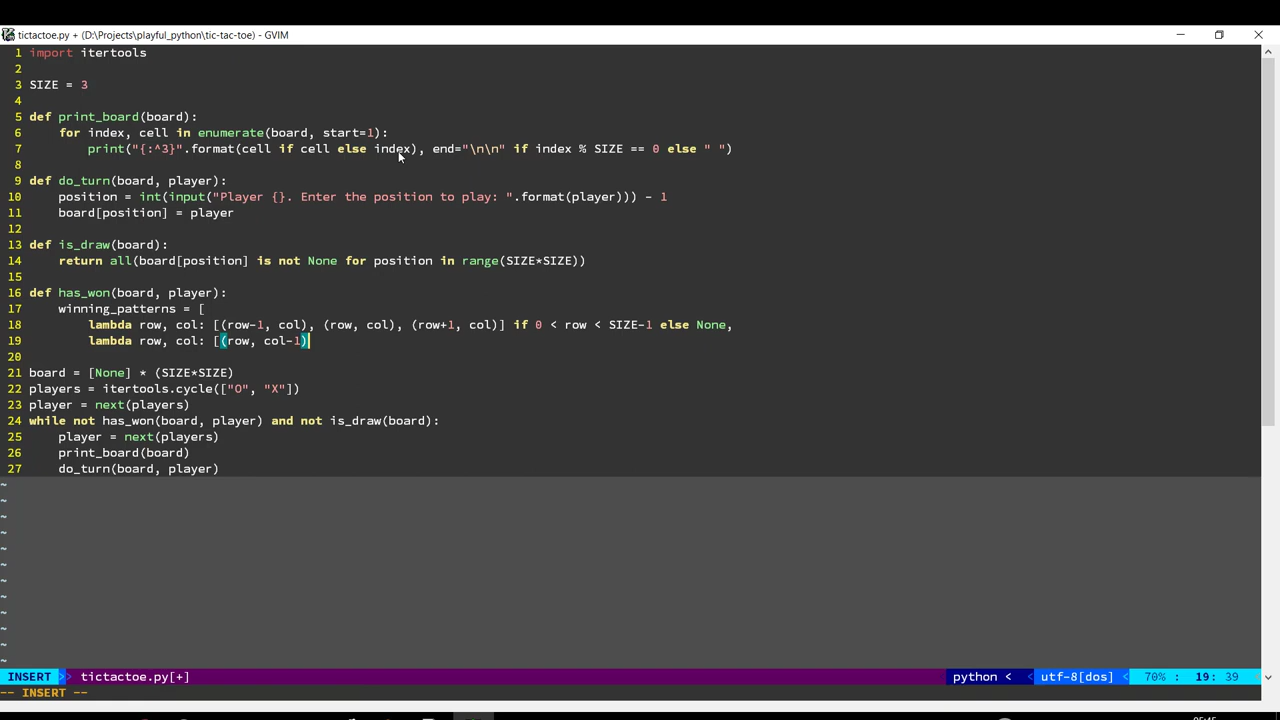 tictactoe.py + (D:\Projects\playful_python\tic-tac-toe) - GVIM
1 import itertools
2
3 SIZE = 3
4
5 def print_board(board):
6     for index, cell in enumerate(board, start=1):
7         print("{:^3}".format(cell if cell else index), end="\n\n" if index % SIZE == 0 else " ")
8
9 def do_turn(board, player):
10     position = int(input("Player {}. Enter the position to play: ".format(player))) - 1
11     board[position] = player
12
13 def is_draw(board):
14     return all(board[position] is not None for position in range(SIZE*SIZE))
15
16 def has_won(board, player):
17     winning_patterns = [
18         lambda row, col: [(row-1, col), (row, col), (row+1, col)] if 0 < row < SIZE-1 else None,
19         lambda row, col: [(row, col-1)
20
21 board = [None] * (SIZE*SIZE)
22 players = itertools.cycle(["O", "X"])
23 player = next(players)
24 while not has_won(board, player) and not is_draw(board):
25     player = next(players)
26     print_board(board)
27     do_turn(board, player)
~
~
~
~
~
~
~
~
~
~
~
~
INSERT tictactoe.py[+] python < < utf-8[dos] < 70% : 19: 39
-- INSERT --